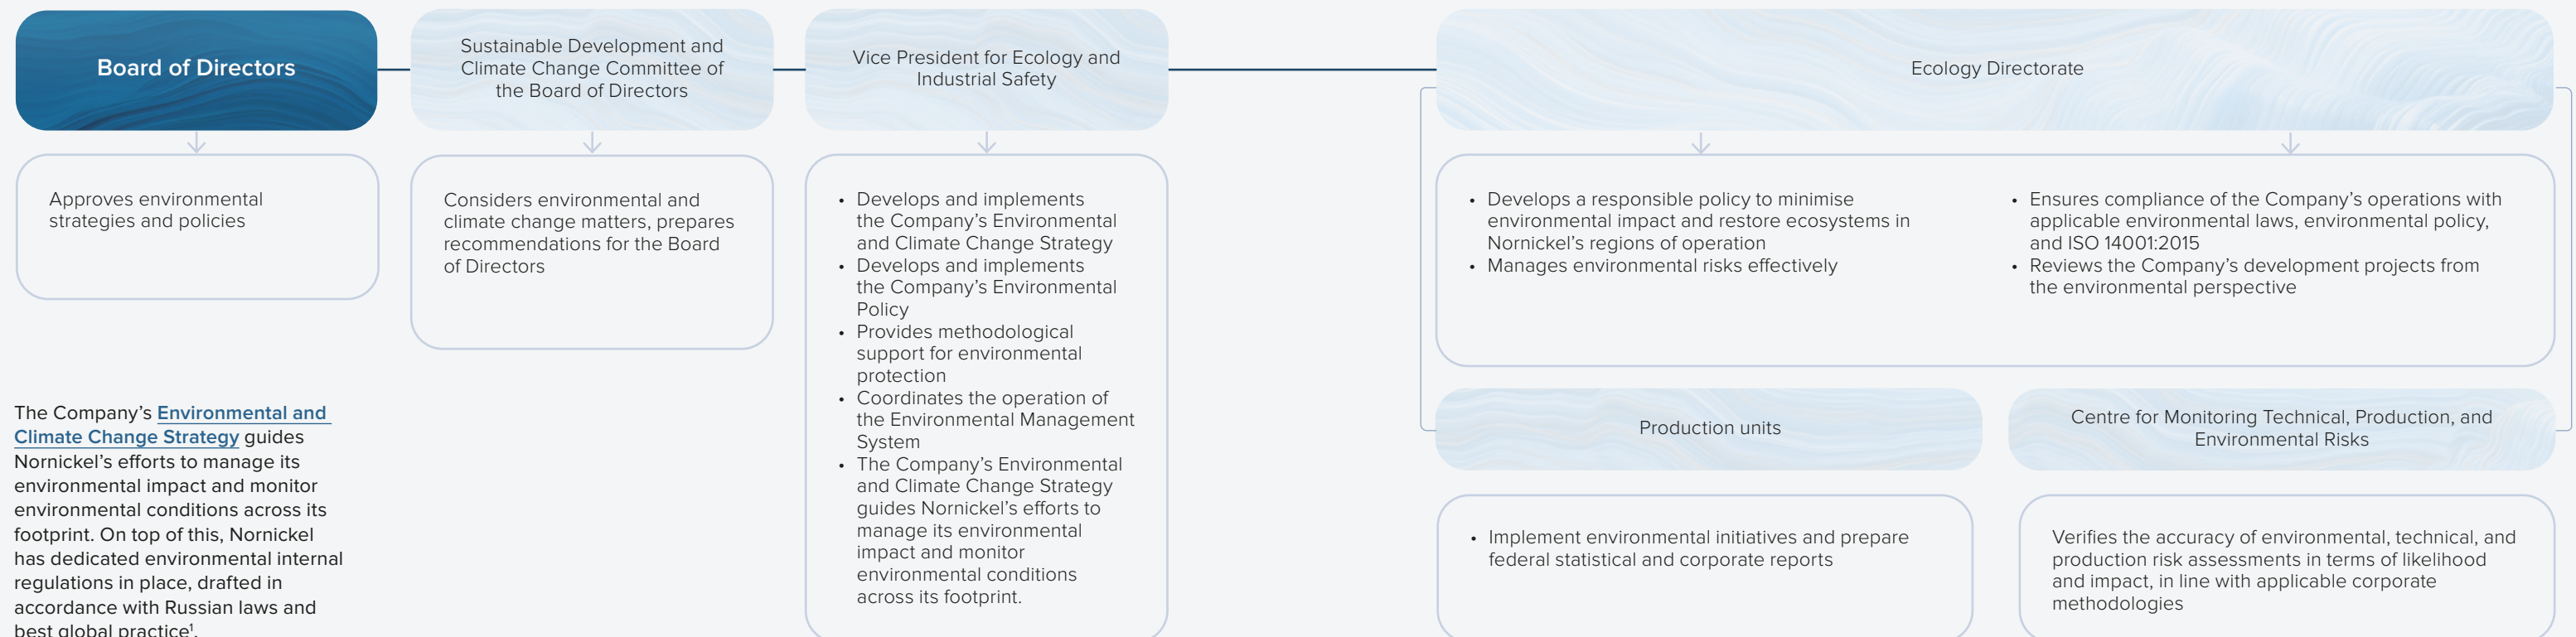 Board of Directors
Approves environmental
strategies and policies
Sustainable Development and
Climate Change Committee of
the Board of Directors
Considers environmental and
climate change matters, prepares
recommendations for the Board
of Directors
Vice President for Ecology and
Industrial Safety
• Develops and implements
the Company’s Environmental
and Climate Change Strategy
• Develops and implements
the Company’s Environmental
Policy
• Provides methodological
support for environmental
protection
• Coordinates the operation of
the Environmental Management
System
• The Company’s Environmental
and Climate Change Strategy
guides Nornickel’s efforts to
manage its environmental
impact and monitor
environmental conditions
across its footprint.
Ecology Directorate
• Develops a responsible policy to minimise
environmental impact and restore ecosystems in
Nornickel’s regions of operation
• Manages environmental risks effectively
• Ensures compliance of the Company’s operations with
applicable environmental laws, environmental policy,
and ISO 14001:2015
• Reviews the Company’s development projects from
the environmental perspective
Production units
• Implement environmental initiatives and prepare
federal statistical and corporate reports
Centre for Monitoring Technical, Production, and
Environmental Risks
Verifies the accuracy of environmental, technical, and
production risk assessments in terms of likelihood
and impact, in line with applicable corporate
methodologies
The Company’s Environmental and
Climate Change Strategy guides
Nornickel’s efforts to manage its
environmental impact and monitor
environmental conditions across its
footprint. On top of this, Nornickel
has dedicated environmental internal
regulations in place, drafted in
accordance with Russian laws and
best global practice¹.